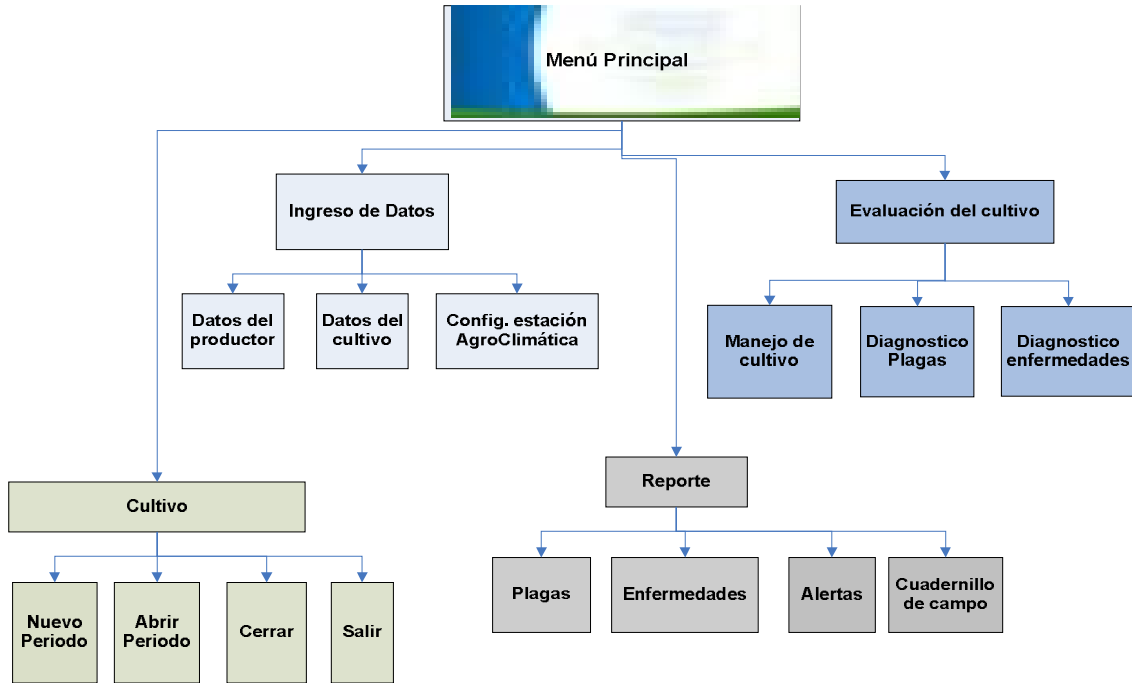 Menú Principal
Ingreso de Datos
Evaluación del cultivo
Datos del
productor
Datos del
cultivo
Config. estación
AgroClimática
Manejo de
cultivo
Diagnostico
Plagas
Diagnostico
enfermedades
Cultivo
Reporte
Nuevo
Periodo
Abrir
Periodo
Cerrar
Salir
Plagas
Enfermedades
Alertas
Cuadernillo
de campo